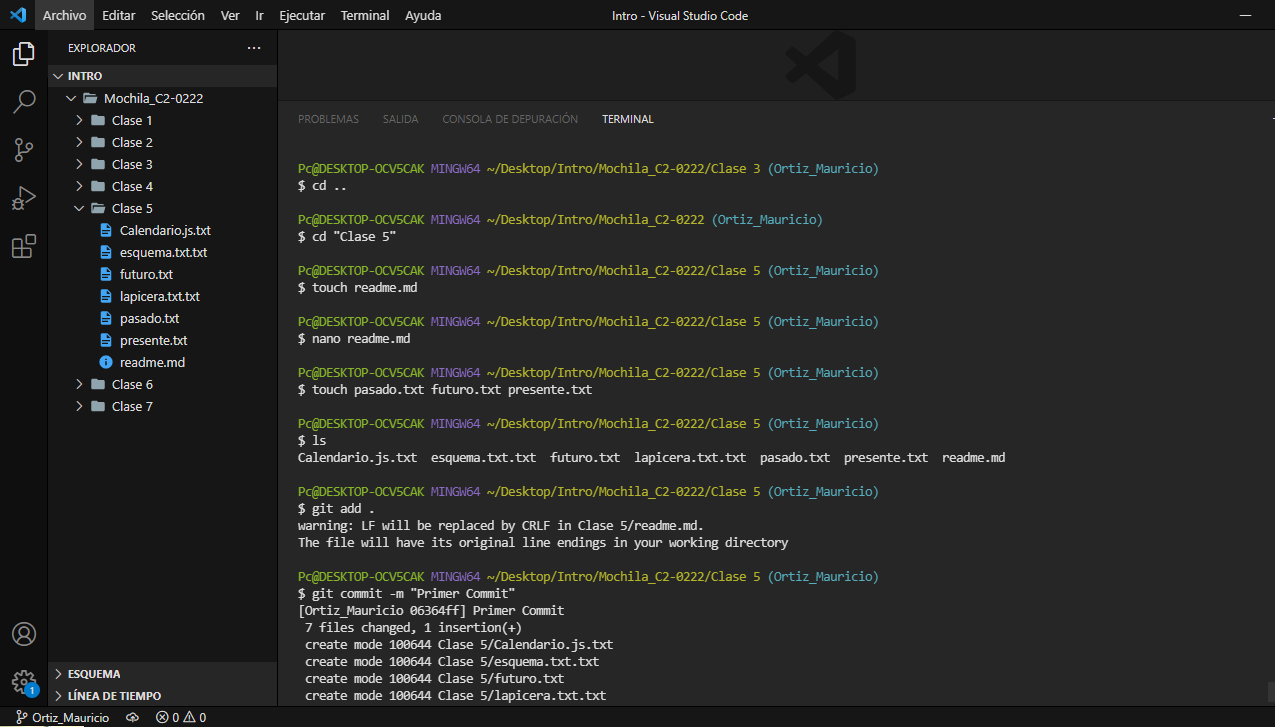 Archivo Editar Selección Ver Ir Ejecutar Terminal Ayuda
Intro - Visual Studio Code
EXPLORADOR
INTRO
Mochila_C2-0222
Clase 1
Clase 2
Clase 3
Clase 4
Clase 5
Calendario.js.txt
esquema.txt.txt
futuro.txt
lapicera.txt.txt
pasado.txt
presente.txt
readme.md
Clase 6
Clase 7
ESQUEMA
LÍNEA DE TIEMPO
PROBLEMAS SALIDA CONSOLA DE DEPURACIÓN TERMINAL
Pc@DESKTOP-OCV5CAK MINGW64 ~/Desktop/Intro/Mochila_C2-0222/Clase 3 (Ortiz_Mauricio)
$ cd ..
Pc@DESKTOP-OCV5CAK MINGW64 ~/Desktop/Intro/Mochila_C2-0222 (Ortiz_Mauricio)
$ cd "Clase 5"
Pc@DESKTOP-OCV5CAK MINGW64 ~/Desktop/Intro/Mochila_C2-0222/Clase 5 (Ortiz_Mauricio)
$ touch readme.md
Pc@DESKTOP-OCV5CAK MINGW64 ~/Desktop/Intro/Mochila_C2-0222/Clase 5 (Ortiz_Mauricio)
$ nano readme.md
Pc@DESKTOP-OCV5CAK MINGW64 ~/Desktop/Intro/Mochila_C2-0222/Clase 5 (Ortiz_Mauricio)
$ touch pasado.txt futuro.txt presente.txt
Pc@DESKTOP-OCV5CAK MINGW64 ~/Desktop/Intro/Mochila_C2-0222/Clase 5 (Ortiz_Mauricio)
$ ls
Calendario.js.txt esquema.txt.txt futuro.txt lapicera.txt.txt pasado.txt presente.txt readme.md
Pc@DESKTOP-OCV5CAK MINGW64 ~/Desktop/Intro/Mochila_C2-0222/Clase 5 (Ortiz_Mauricio)
$ git add .
warning: LF will be replaced by CRLF in Clase 5/readme.md.
The file will have its original line endings in your working directory
Pc@DESKTOP-OCV5CAK MINGW64 ~/Desktop/Intro/Mochila_C2-0222/Clase 5 (Ortiz_Mauricio)
$ git commit -m "Primer Commit"
[Ortiz_Mauricio 06364ff] Primer Commit
7 files changed, 1 insertion(+)
create mode 100644 Clase 5/Calendario.js.txt
create mode 100644 Clase 5/esquema.txt.txt
create mode 100644 Clase 5/futuro.txt
create mode 100644 Clase 5/lapicera.txt.txt
1
Ortiz_Mauricio 0 0